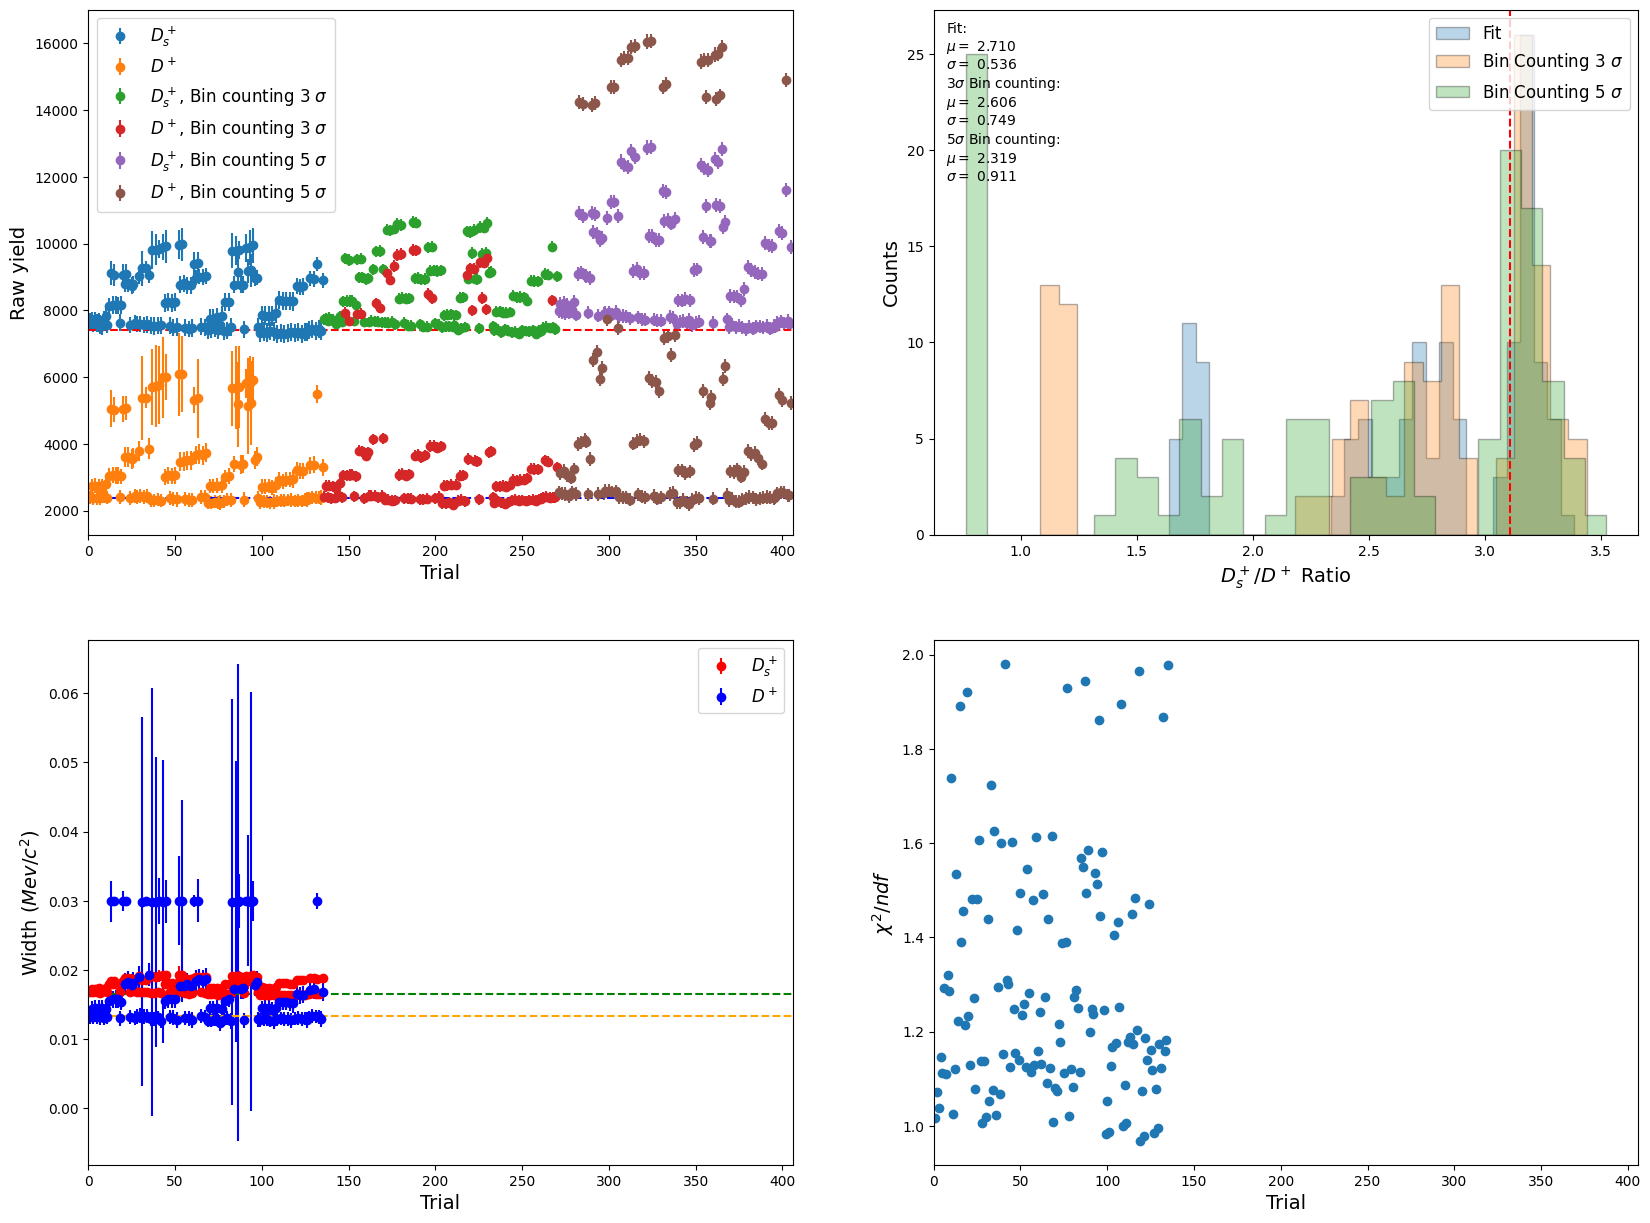 16000
14000
12000
10000
8000
6000
4000
2000
Raw yield
0 50 100 150 200 250 300 350 400
Trial
D_s^+
D^+
D_s^+, Bin counting 3 σ
D^+, Bin counting 3 σ
D_s^+, Bin counting 5 σ
D^+, Bin counting 5 σ
25
20
15
10
5
0
Counts
1.0 1.5 2.0 2.5 3.0 3.5
D_s^+/D^+ Ratio
Fit:
μ = 2.710
σ = 0.536
3σ Bin counting:
μ = 2.606
σ = 0.749
5σ Bin counting:
μ = 2.319
σ = 0.911
Fit
Bin Counting 3 σ
Bin Counting 5 σ
0.06
0.05
0.04
0.03
0.02
0.01
0.00
Width (Mev/c²)
0 50 100 150 200 250 300 350 400
Trial
D_s^+
D^+
2.0
1.8
1.6
1.4
1.2
1.0
χ²/ndf
0 50 100 150 200 250 300 350 400
Trial